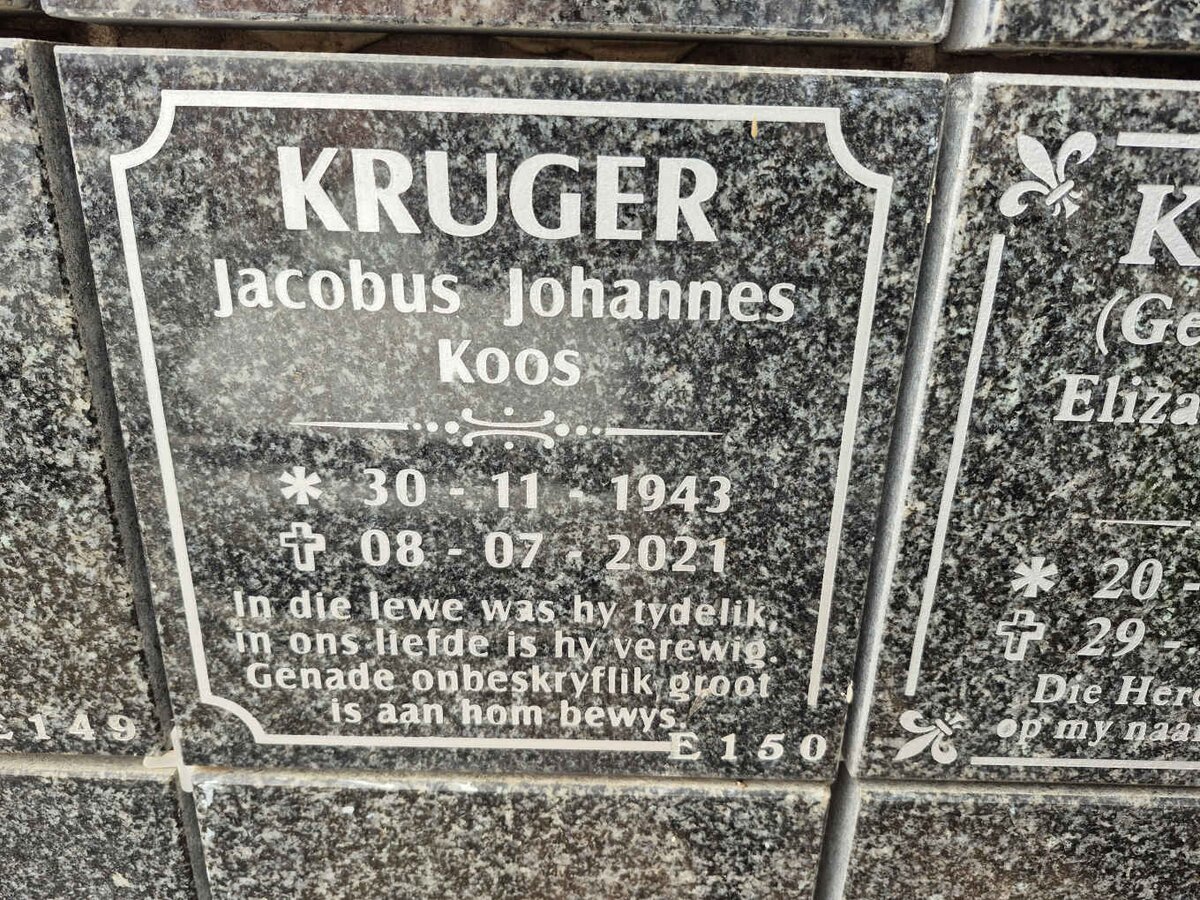 KRUGER
Jacobus Johannes
Koos
* 30 - 11 - 1943
✝ 08 - 07 - 2021
In die lewe was hy tydelik,
in ons liefde is hy verewig.
Genade onbeskryflik groot
is aan hom bewys.
E 150
149
K
(Ge
Eliza
* 20 -
✝ 29 -
Die Her
op my naa